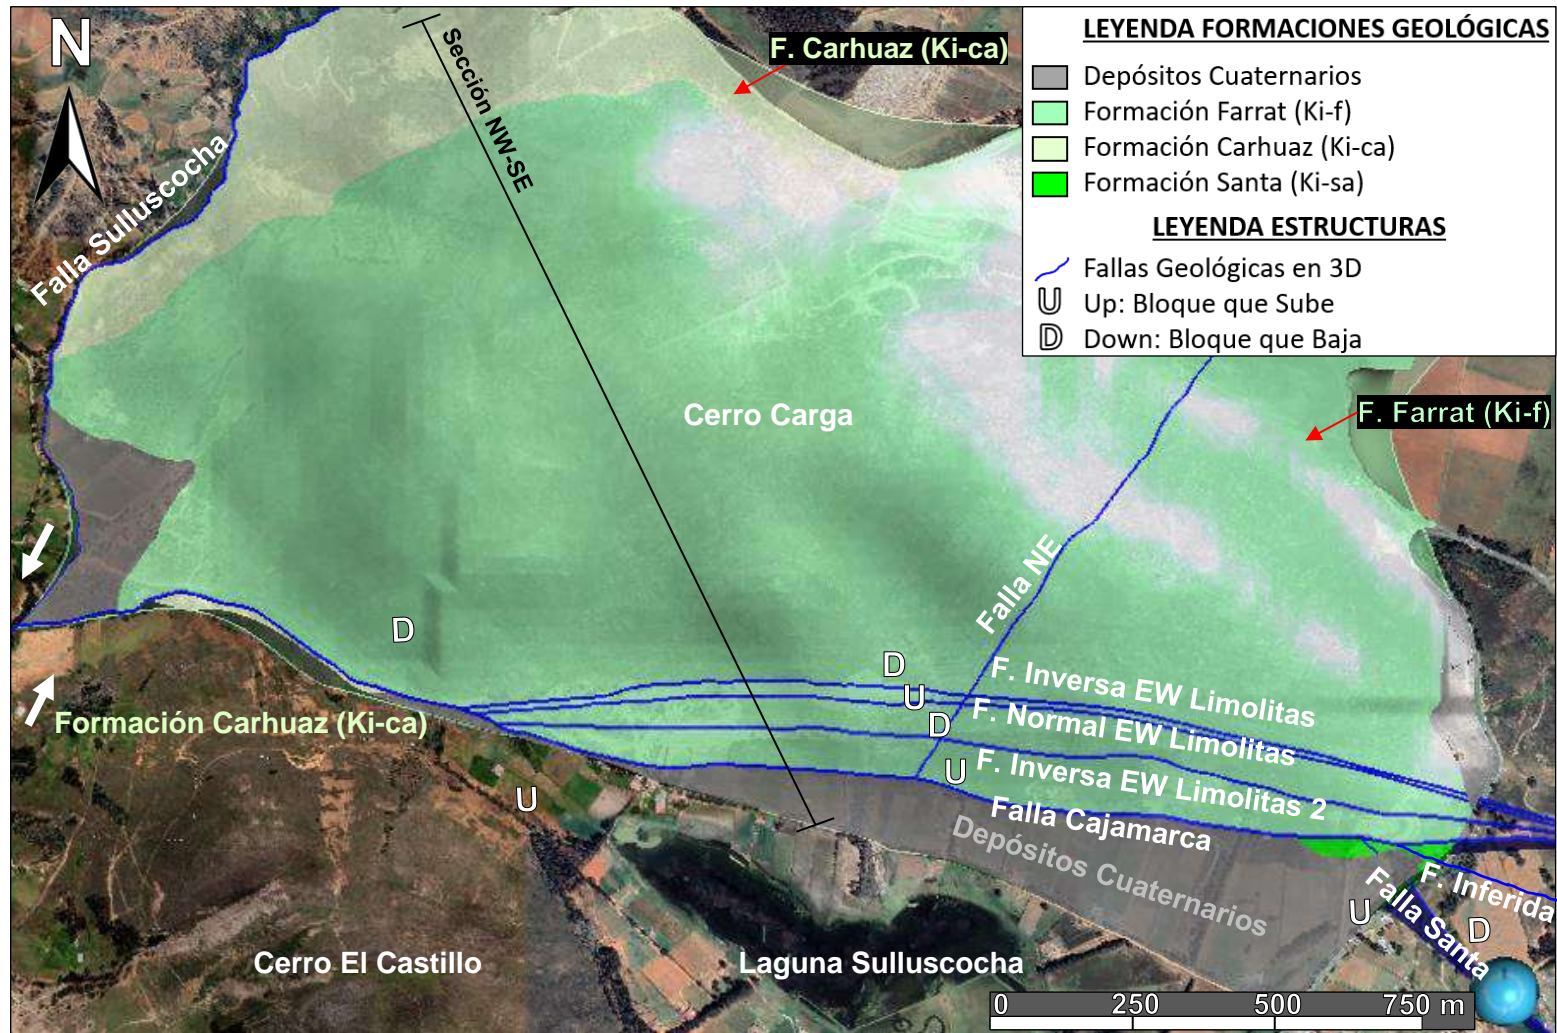 N
Sección NW-SE
F. Carhuaz (Ki-ca)
LEYENDA FORMACIONES GEOLÓGICAS
Depósitos Cuaternarios
Formación Farrat (Ki-f)
Formación Carhuaz (Ki-ca)
Formación Santa (Ki-sa)
LEYENDA ESTRUCTURAS
Fallas Geológicas en 3D
U Up: Bloque que Sube
D Down: Bloque que Baja
Falla Sulluscocha
Cerro Carga
F. Farrat (Ki-f)
Falla NE
D
D
U
D
U
F. Inversa EW Limolitas
F. Normal EW Limolitas
F. Inversa EW Limolitas 2
Falla Cajamarca
Depósitos Cuaternarios
Formación Carhuaz (Ki-ca)
U
F. Inferida
Falla Santa
U
D
Cerro El Castillo
Laguna Sulluscocha
0 250 500 750 m